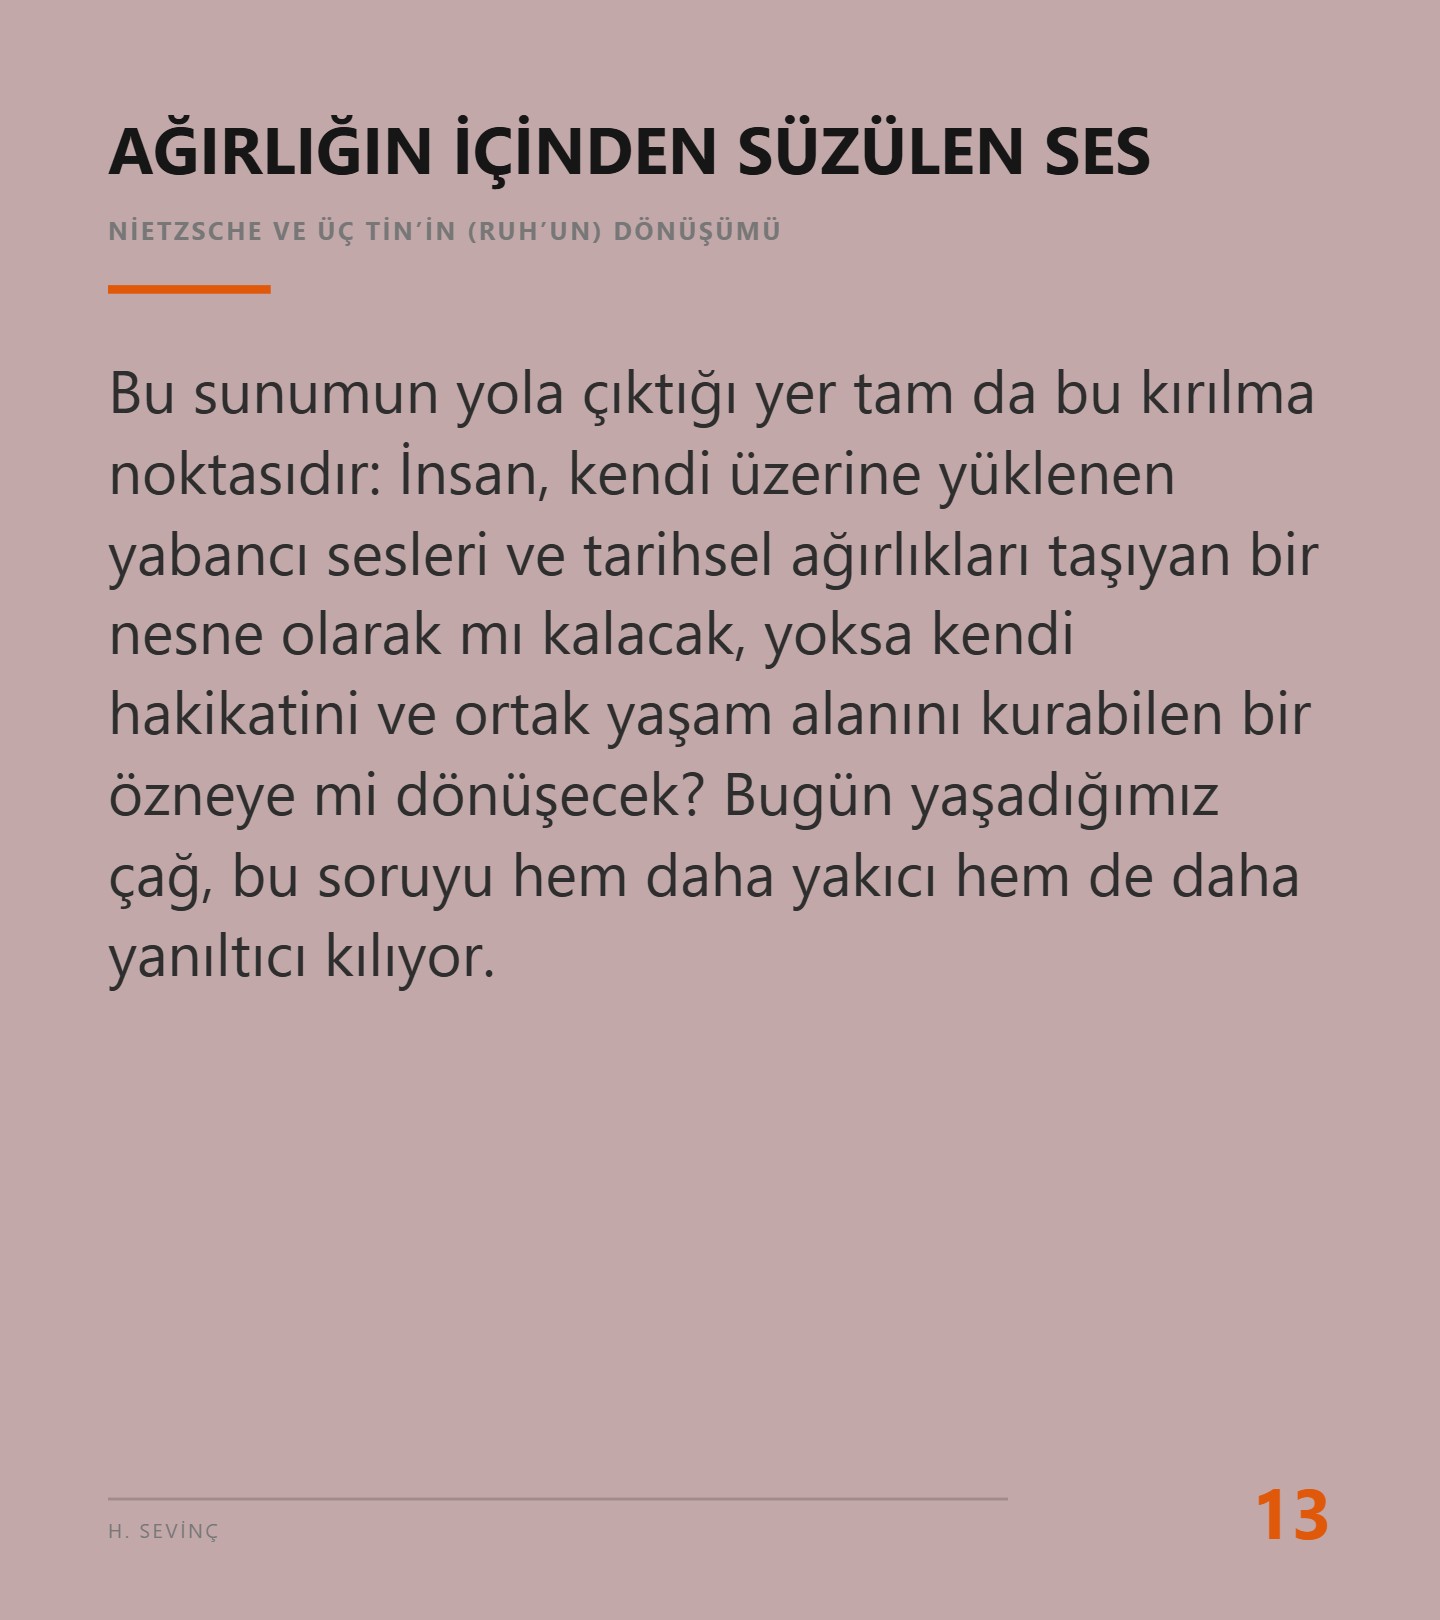 AĞIRLIĞIN İÇİNDEN SÜZÜLEN SES
NİETZSCHE VE ÜÇ TİN’İN (RUH’UN) DÖNÜŞÜMÜ
Bu sunumun yola çıktığı yer tam da bu kırılma
noktasıdır: İnsan, kendi üzerine yüklenen
yabancı sesleri ve tarihsel ağırlıkları taşıyan bir
nesne olarak mı kalacak, yoksa kendi
hakikatini ve ortak yaşam alanını kurabilen bir
özneye mi dönüşecek? Bugün yaşadığımız
çağ, bu soruyu hem daha yakıcı hem de daha
yanıltıcı kılıyor.
H. SEVİNÇ
13